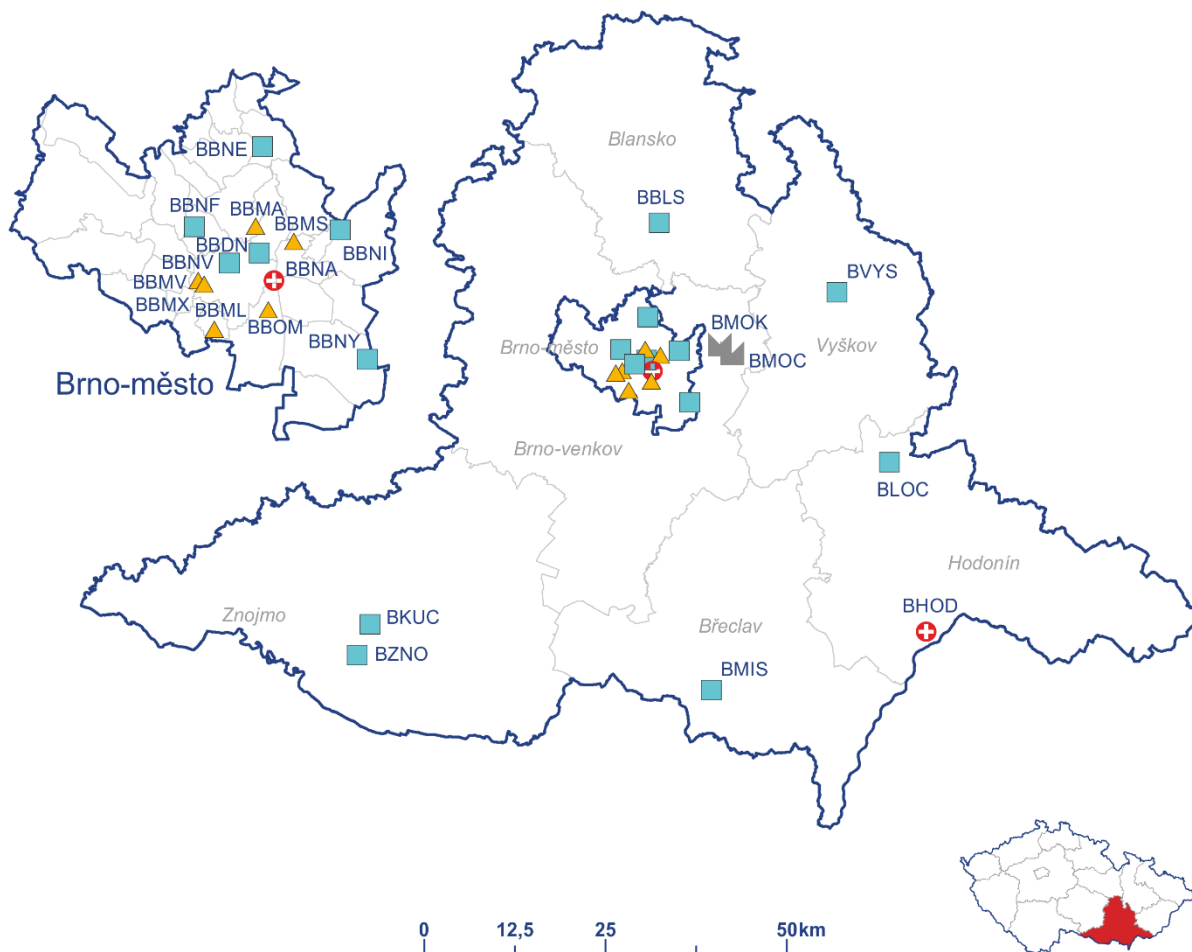 Blansko
BBNE
BBLS
BBNF
BBMA
BBMS
BBDN
BBNI
BBNV
BBNA
BVYS
BBMV
BBMX
BBML
BBOM
BMOK
BBNY
Brno-město
Vyškov
BMOC
Brno-město
Brno-venkov
BLOC
Hodonín
BHOD
Znojmo
BKUC
Břeclav
BZNO
BMIS
0 12,5 25 50km